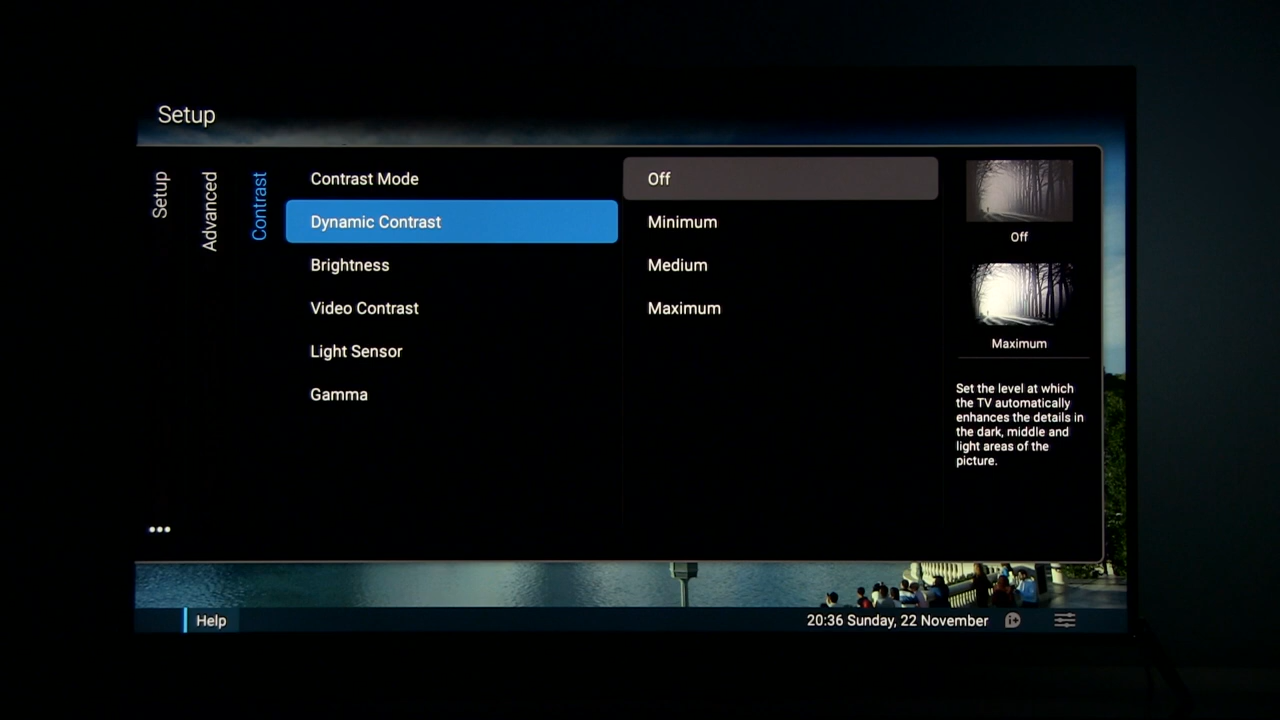 Setup
Setup
Advanced
Contrast
Contrast Mode
Dynamic Contrast
Brightness
Video Contrast
Light Sensor
Gamma
Off
Minimum
Medium
Maximum
Off
Maximum
Set the level at which
the TV automatically
enhances the details in
the dark, middle and
light areas of the
picture.
Help
20:36 Sunday, 22 November
i+